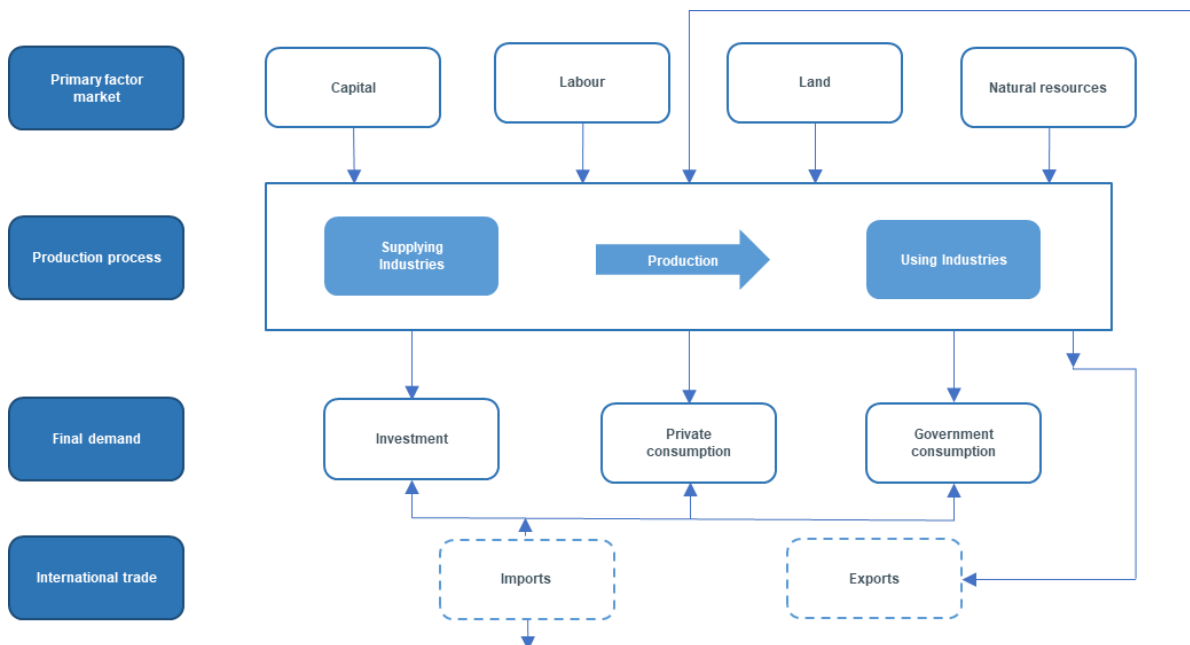 Primary factor
market
Capital
Labour
Land
Natural resources
Production process
Supplying
Industries
Production
Using Industries
Final demand
Investment
Private
consumption
Government
consumption
International trade
Imports
Exports